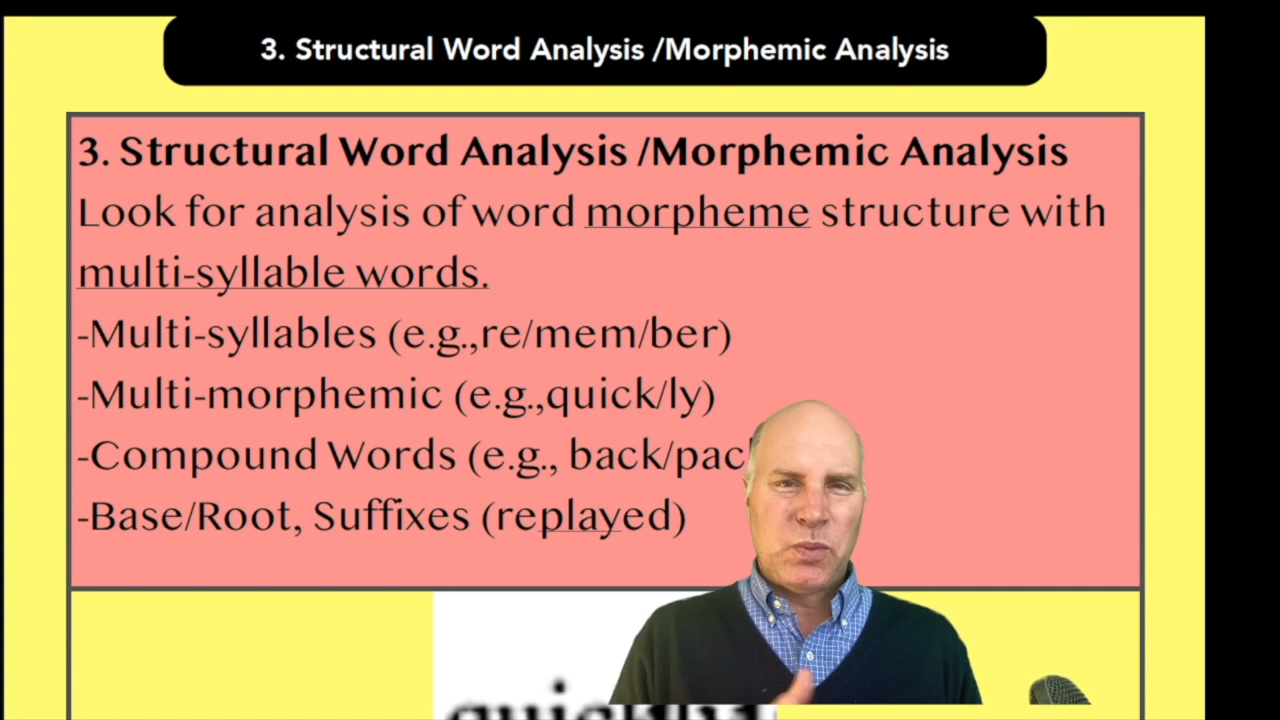 3. Structural Word Analysis /Morphemic Analysis
3. Structural Word Analysis /Morphemic Analysis
Look for analysis of word morpheme structure with
multi-syllable words.
-Multi-syllables (e.g.,re/mem/ber)
-Multi-morphemic (e.g.,quick/ly)
-Compound Words (e.g., back/pac
-Base/Root, Suffixes (replayed)